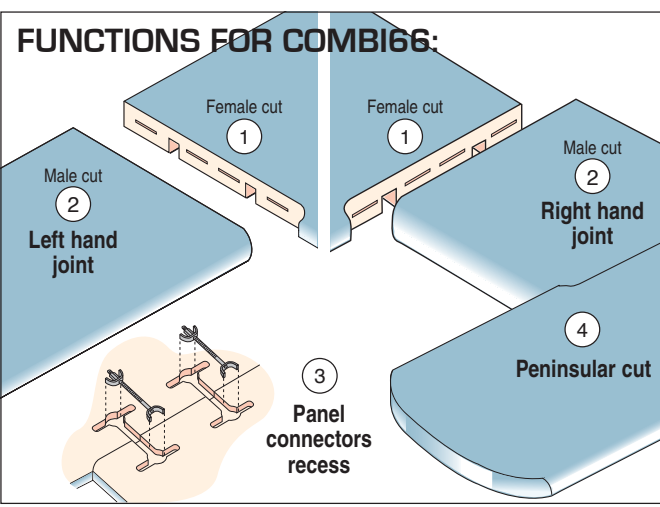 FUNCTIONS FOR COMBI66:
Female cut
1
Female cut
1
Male cut
2
Left hand
joint
Male cut
2
Right hand
joint
3
Panel
connectors
recess
4
Peninsular cut